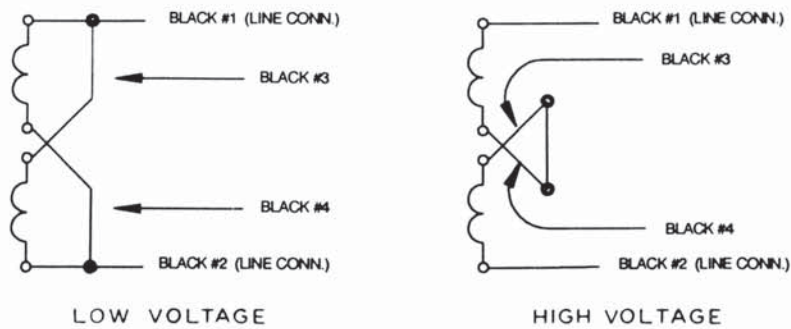 BLACK #1 (LINE CONN.)
BLACK #3
BLACK #4
BLACK #2 (LINE CONN.)
LOW VOLTAGE
BLACK #1 (LINE CONN.)
BLACK #3
BLACK #4
BLACK #2 (LINE CONN.)
HIGH VOLTAGE